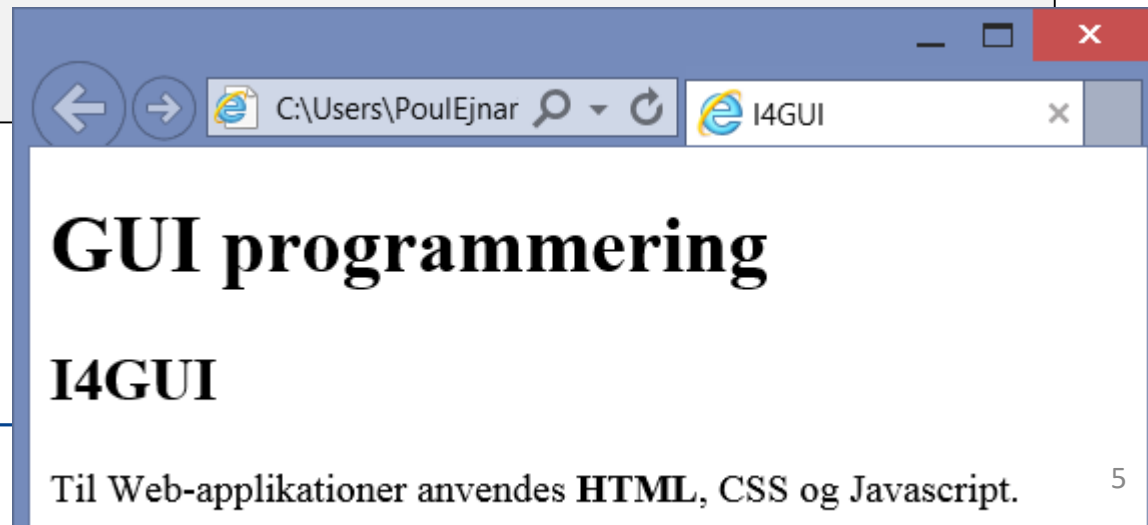 C:\Users\PoulEjnar
I4GUI
GUI programmering
I4GUI
Til Web-applikationer anvendes HTML, CSS og Javascript.
5